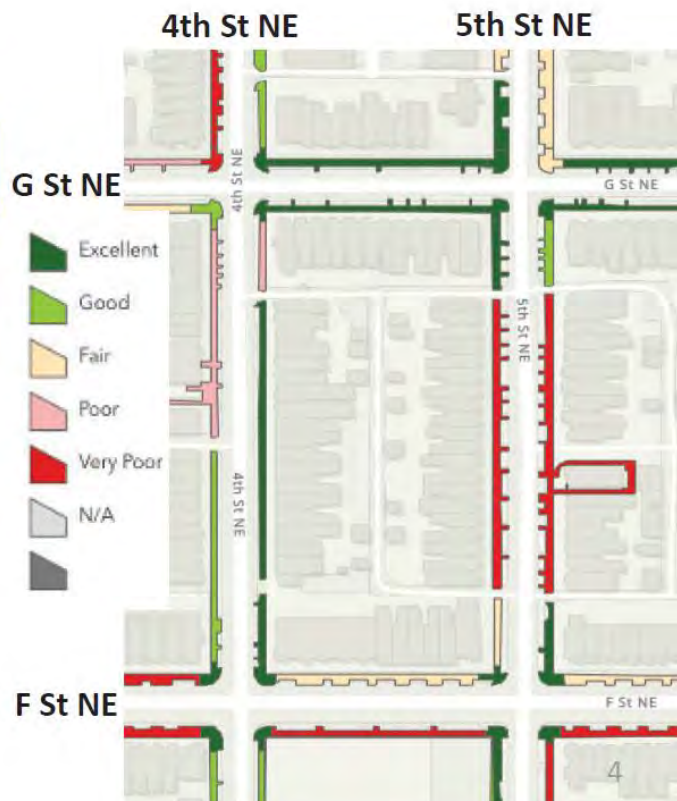 4th St NE
5th St NE
4th St NE
G St NE
G St NE
Excellent
Good
Fair
Poor
Very Poor
N/A
5th St NE
4th St NE
F St NE
F St NE
4